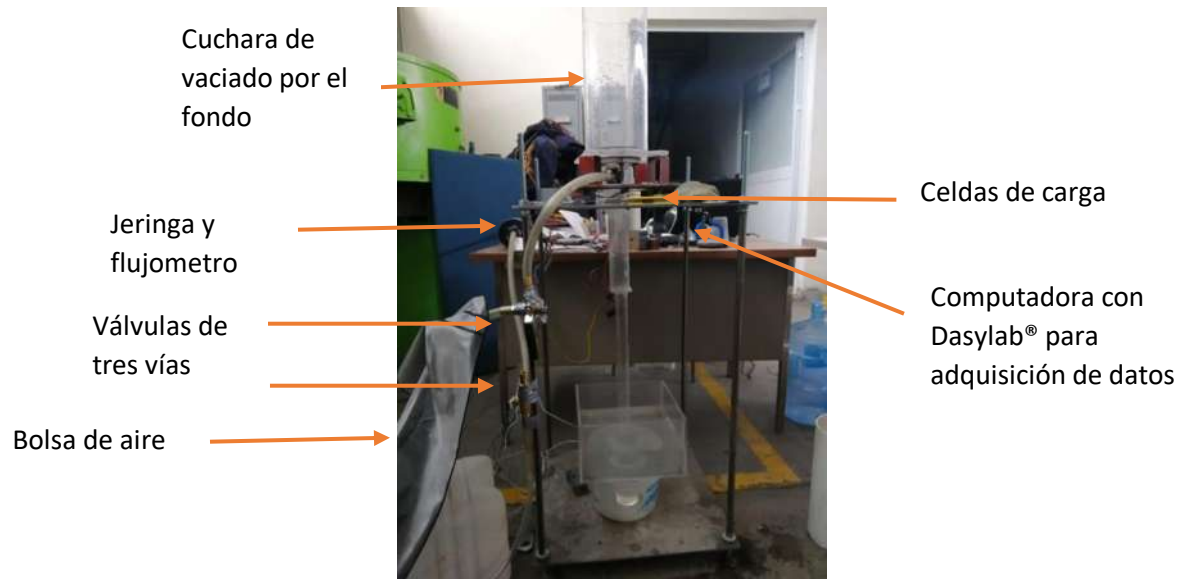 Cuchara de
vaciado por el
fondo
Jeringa y
flujometro
Válvulas de
tres vías
Bolsa de aire
Celdas de carga
Computadora con
Dasylab® para
adquisición de datos